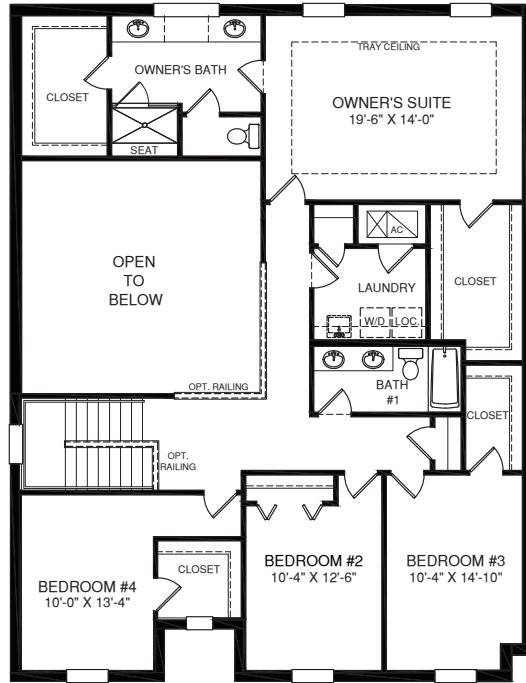 TRAY CEILING
OWNER'S BATH
CLOSET
OWNER'S SUITE
19'-6" X 14'-0"
SEAT
AC
OPEN
TO
BELOW
LAUNDRY
CLOSET
W/D
LOC.
OPT. RAILING
BATH
#1
CLOSET
OPT.
RAILING
BEDROOM #2
10'-4" X 12'-6"
BEDROOM #3
10'-4" X 14'-10"
CLOSET
BEDROOM #4
10'-0" X 13'-4"